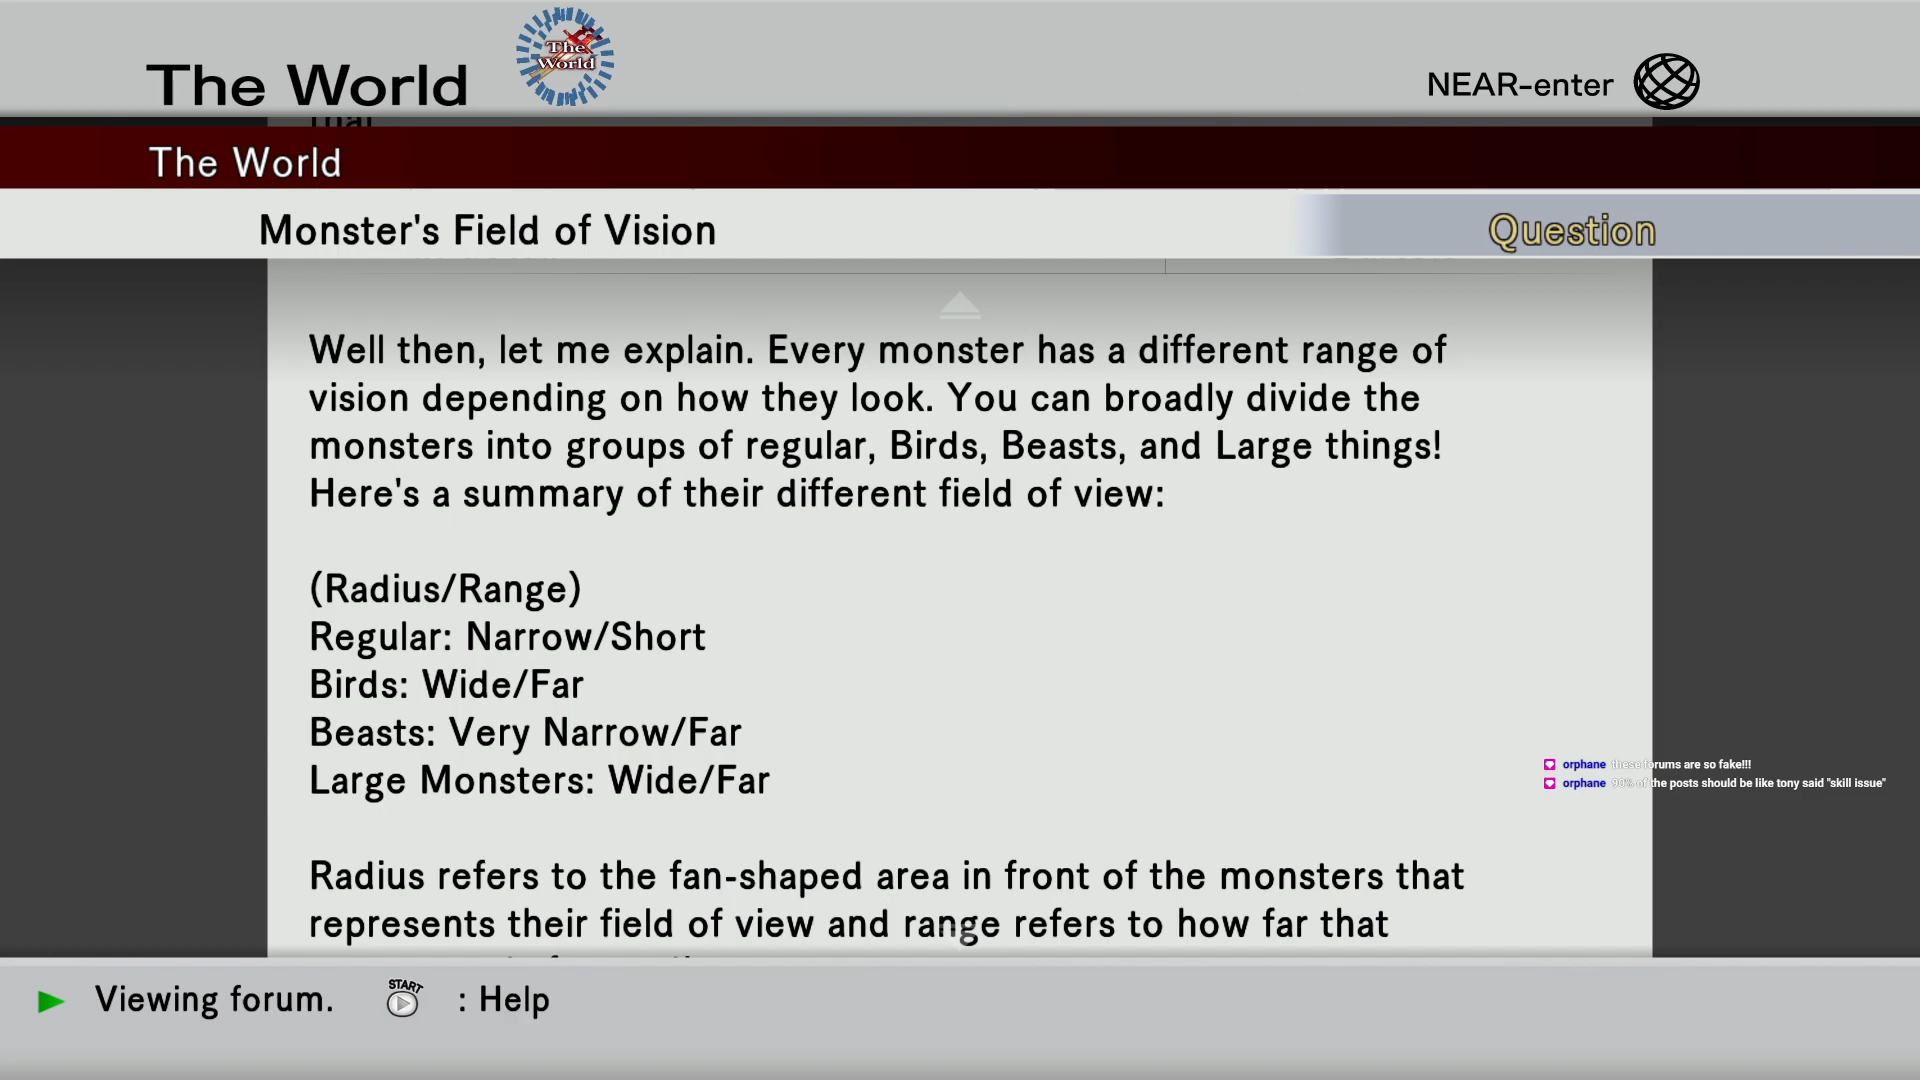 The World
The
World
NEAR-enter
The World
Monster's Field of Vision
Question
Well then, let me explain. Every monster has a different range of
vision depending on how they look. You can broadly divide the
monsters into groups of regular, Birds, Beasts, and Large things!
Here's a summary of their different field of view:
(Radius/Range)
Regular: Narrow/Short
Birds: Wide/Far
Beasts: Very Narrow/Far
Large Monsters: Wide/Far
orphane these forums are so fake!!!
orphane 90% of the posts should be like tony said "skill issue"
Radius refers to the fan-shaped area in front of the monsters that
represents their field of view and range refers to how far that
Viewing forum.
START
: Help